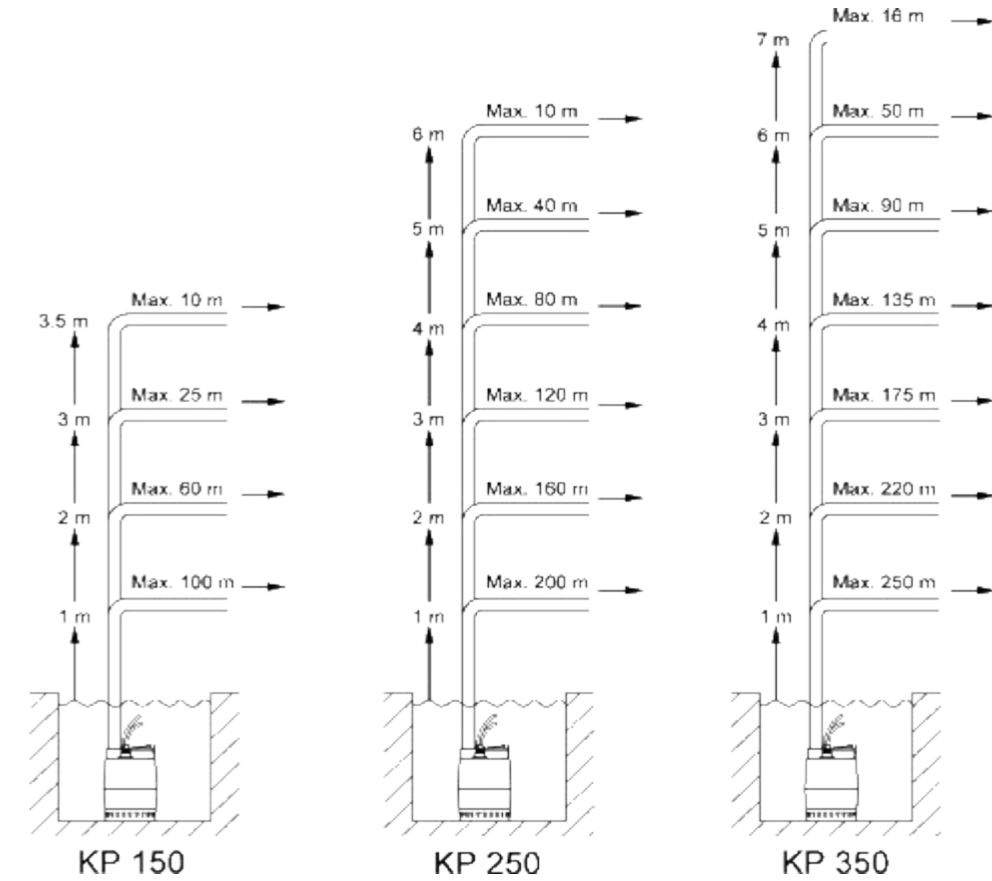 Max. 10 m
3.5 m
Max. 25 m
3 m
Max. 60 m
2 m
Max. 100 m
1 m
KP 150
Max. 10 m
6 m
Max. 40 m
5 m
Max. 80 m
4 m
Max. 120 m
3 m
Max. 160 m
2 m
Max. 200 m
1 m
KP 250
Max. 16 m
7 m
Max. 50 m
6 m
Max. 90 m
5 m
Max. 135 m
4 m
Max. 175 m
3 m
Max. 220 m
2 m
Max. 250 m
1 m
KP 350